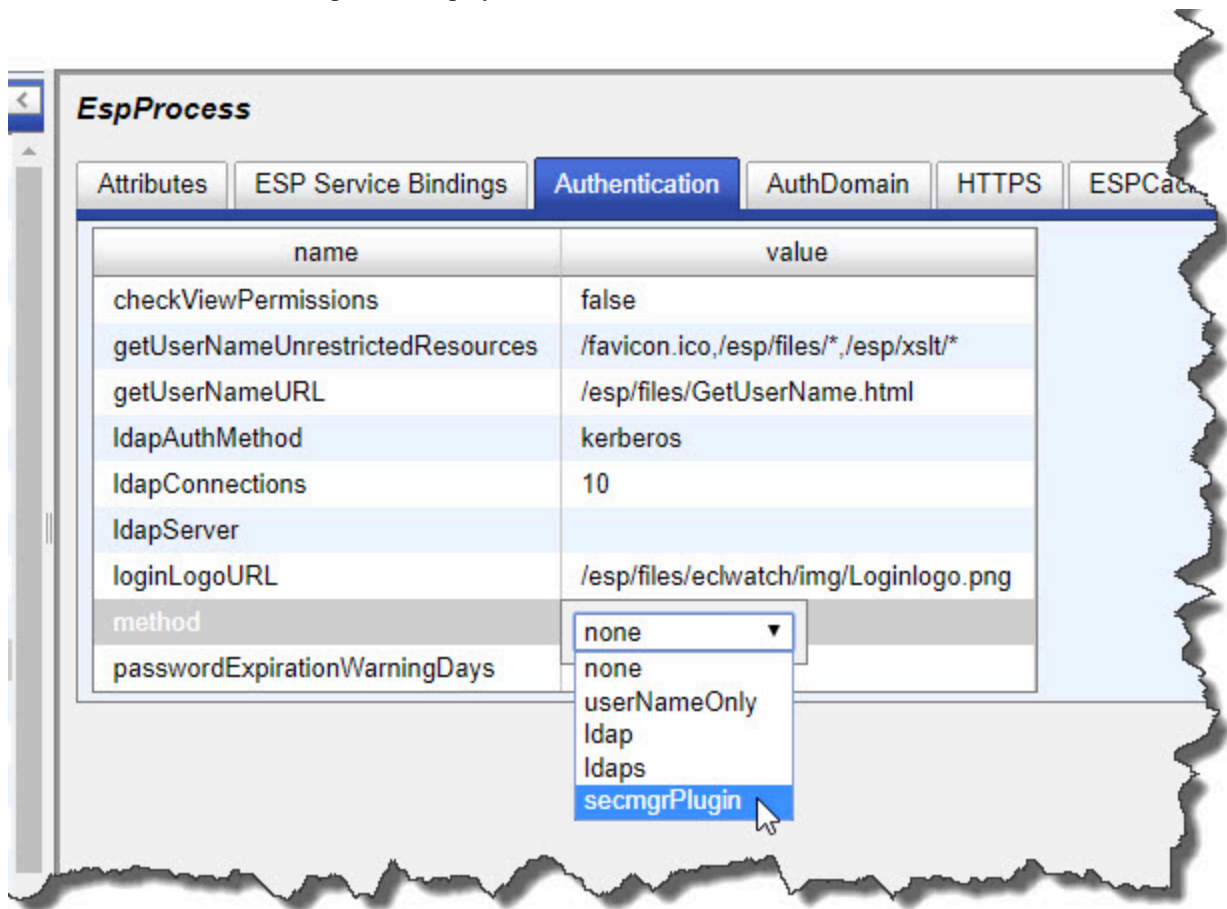 EspProcess
Attributes ESP Service Bindings Authentication AuthDomain HTTPS
name value
checkViewPermissions false
getUserNameUnrestrictedResources /favicon.ico,/esp/files/*,/esp/xslt/*
getUserNameURL /esp/files/GetUserName.html
ldapAuthMethod kerberos
ldapConnections 10
ldapServer
loginLogoURL /esp/files/eclwatch/img/Loginlogo.png
method none
passwordExpirationWarningDays none
userNameOnly
ldap
ldaps
secmgrPlugin